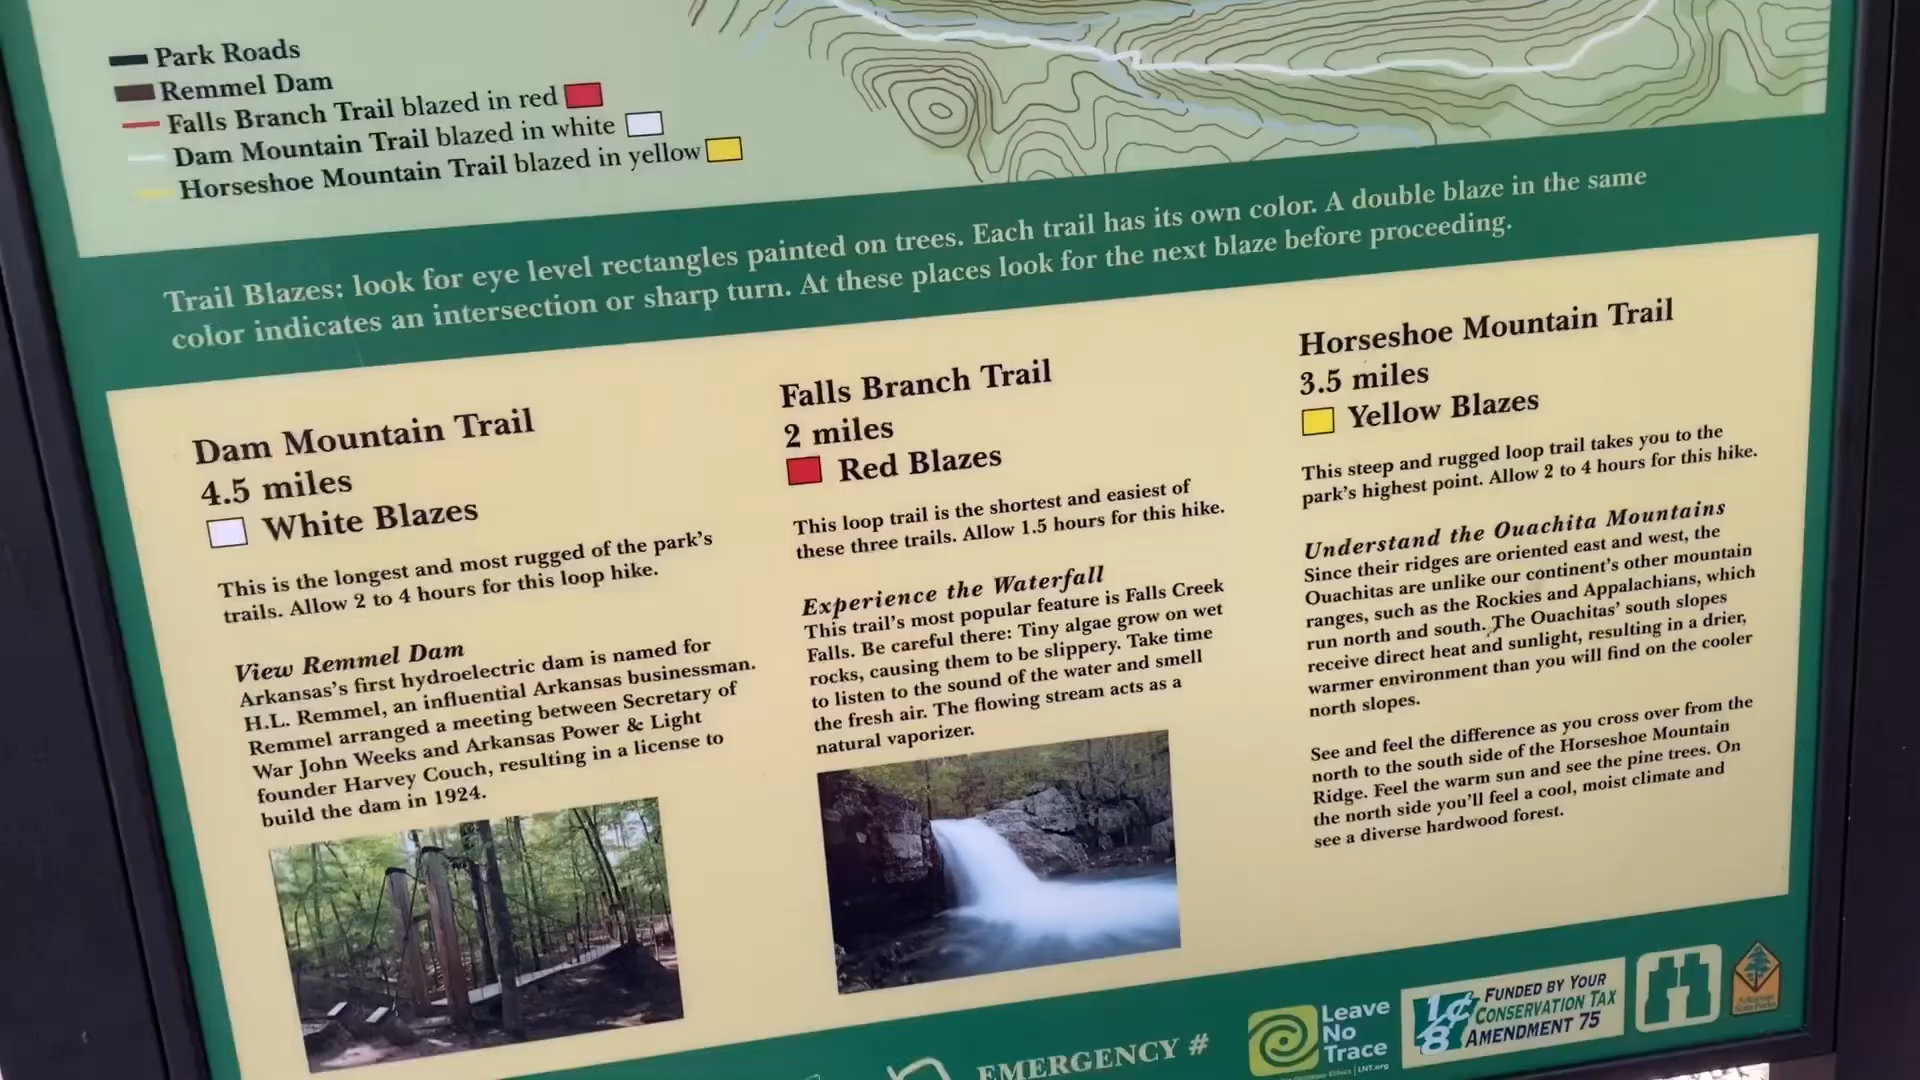 Park Roads
Remmel Dam
Falls Branch Trail blazed in red
Dam Mountain Trail blazed in white
Horseshoe Mountain Trail blazed in yellow
Trail Blazes: look for eye level rectangles painted on trees. Each trail has its own color. A double blaze in the same
color indicates an intersection or sharp turn. At these places look for the next blaze before proceeding.
Dam Mountain Trail
4.5 miles
White Blazes
This is the longest and most rugged of the park's
trails. Allow 2 to 4 hours for this loop hike.
View Remmel Dam
Arkansas's first hydroelectric dam is named for
H.L. Remmel, an influential Arkansas businessman.
Remmel arranged a meeting between Secretary of
War John Weeks and Arkansas Power & Light
founder Harvey Couch, resulting in a license to
build the dam in 1924.
Falls Branch Trail
2 miles
Red Blazes
This loop trail is the shortest and easiest of
these three trails. Allow 1.5 hours for this hike.
Experience the Waterfall
This trail's most popular feature is Falls Creek
Falls. Be careful there: Tiny algae grow on wet
rocks, causing them to be slippery. Take time
to listen to the sound of the water and smell
the fresh air. The flowing stream acts as a
natural vaporizer.
Horseshoe Mountain Trail
3.5 miles
Yellow Blazes
This steep and rugged loop trail takes you to the
park's highest point. Allow 2 to 4 hours for this hike.
Understand the Ouachita Mountains
Since their ridges are oriented east and west, the
Ouachitas are unlike our continent's other mountain
ranges, such as the Rockies and Appalachians, which
run north and south. The Ouachitas' south slopes
receive direct heat and sunlight, resulting in a drier,
warmer environment than you will find on the cooler
north slopes.
See and feel the difference as you cross over from the
north to the south side of the Horseshoe Mountain
Ridge. Feel the warm sun and see the pine trees. On
the north side you'll feel a cool, moist climate and
see a diverse hardwood forest.
EMERGENCY #
Leave
No
Trace
LNT.org
1/8¢
FUNDED BY YOUR
CONSERVATION TAX
AMENDMENT 75
Arkansas
State Parks